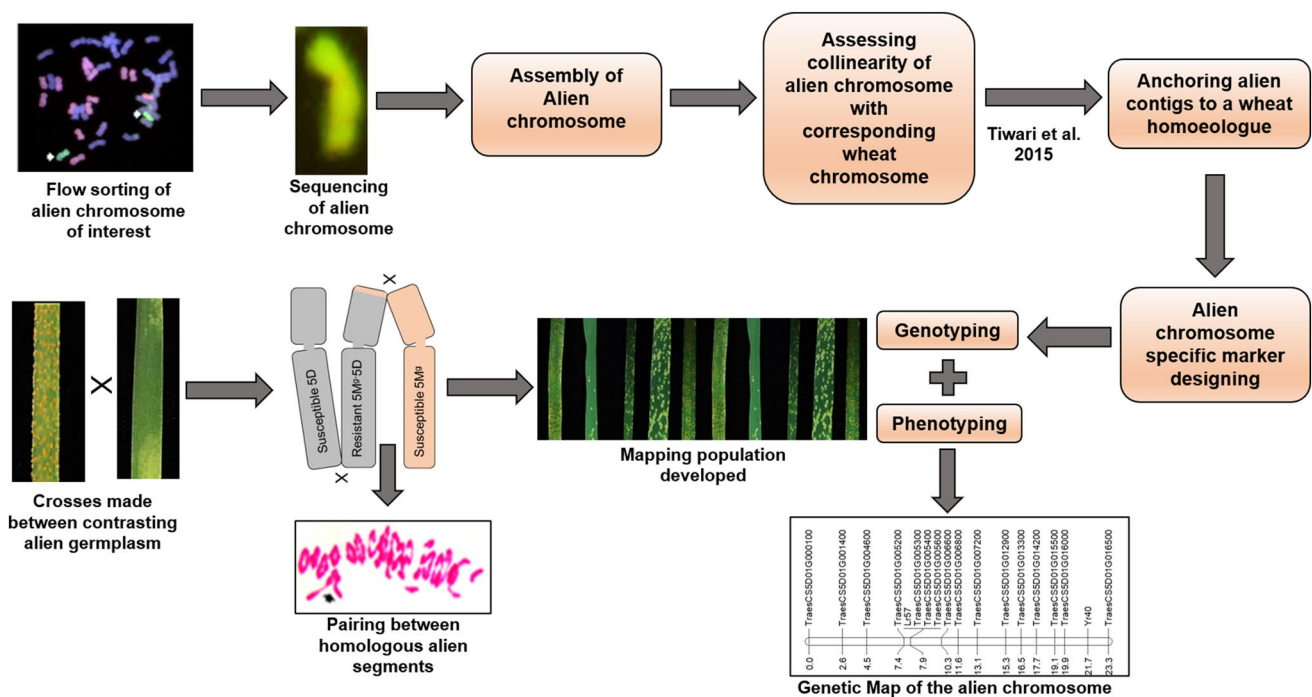 Flow sorting of
alien chromosome
of interest
Sequencing
of alien
chromosome
Assembly of
Alien
chromosome
Assessing
collinearity of
alien chromosome
with
corresponding
wheat
chromosome
Tiwari et al.
2015
Anchoring alien
contigs to a wheat
homoeologue
Alien
chromosome
specific marker
designing
Genotyping
Phenotyping
X
Crosses made
between contrasting
alien germplasm
X
Susceptible 5D
Resistant 5Mᵍ·5D
Susceptible 5Mᵍ
X
Pairing between
homologous alien
segments
Mapping population
developed
TraesCS5D01G000100
TraesCS5D01G001400
TraesCS5D01G004600
TraesCS5D01G005200
Lr57
TraesCS5D01G005300
TraesCS5D01G005400
TraesCS5D01G005600
TraesCS5D01G006600
TraesCS5D01G006800
TraesCS5D01G007200
TraesCS5D01G012900
TraesCS5D01G013300
TraesCS5D01G014200
TraesCS5D01G015500
TraesCS5D01G016000
Yr40
TraesCS5D01G016500
0.0
2.6
4.5
7.4
7.9
10.3
11.6
13.1
15.3
16.5
17.7
19.1
19.9
21.7
23.3
Genetic Map of the alien chromosome